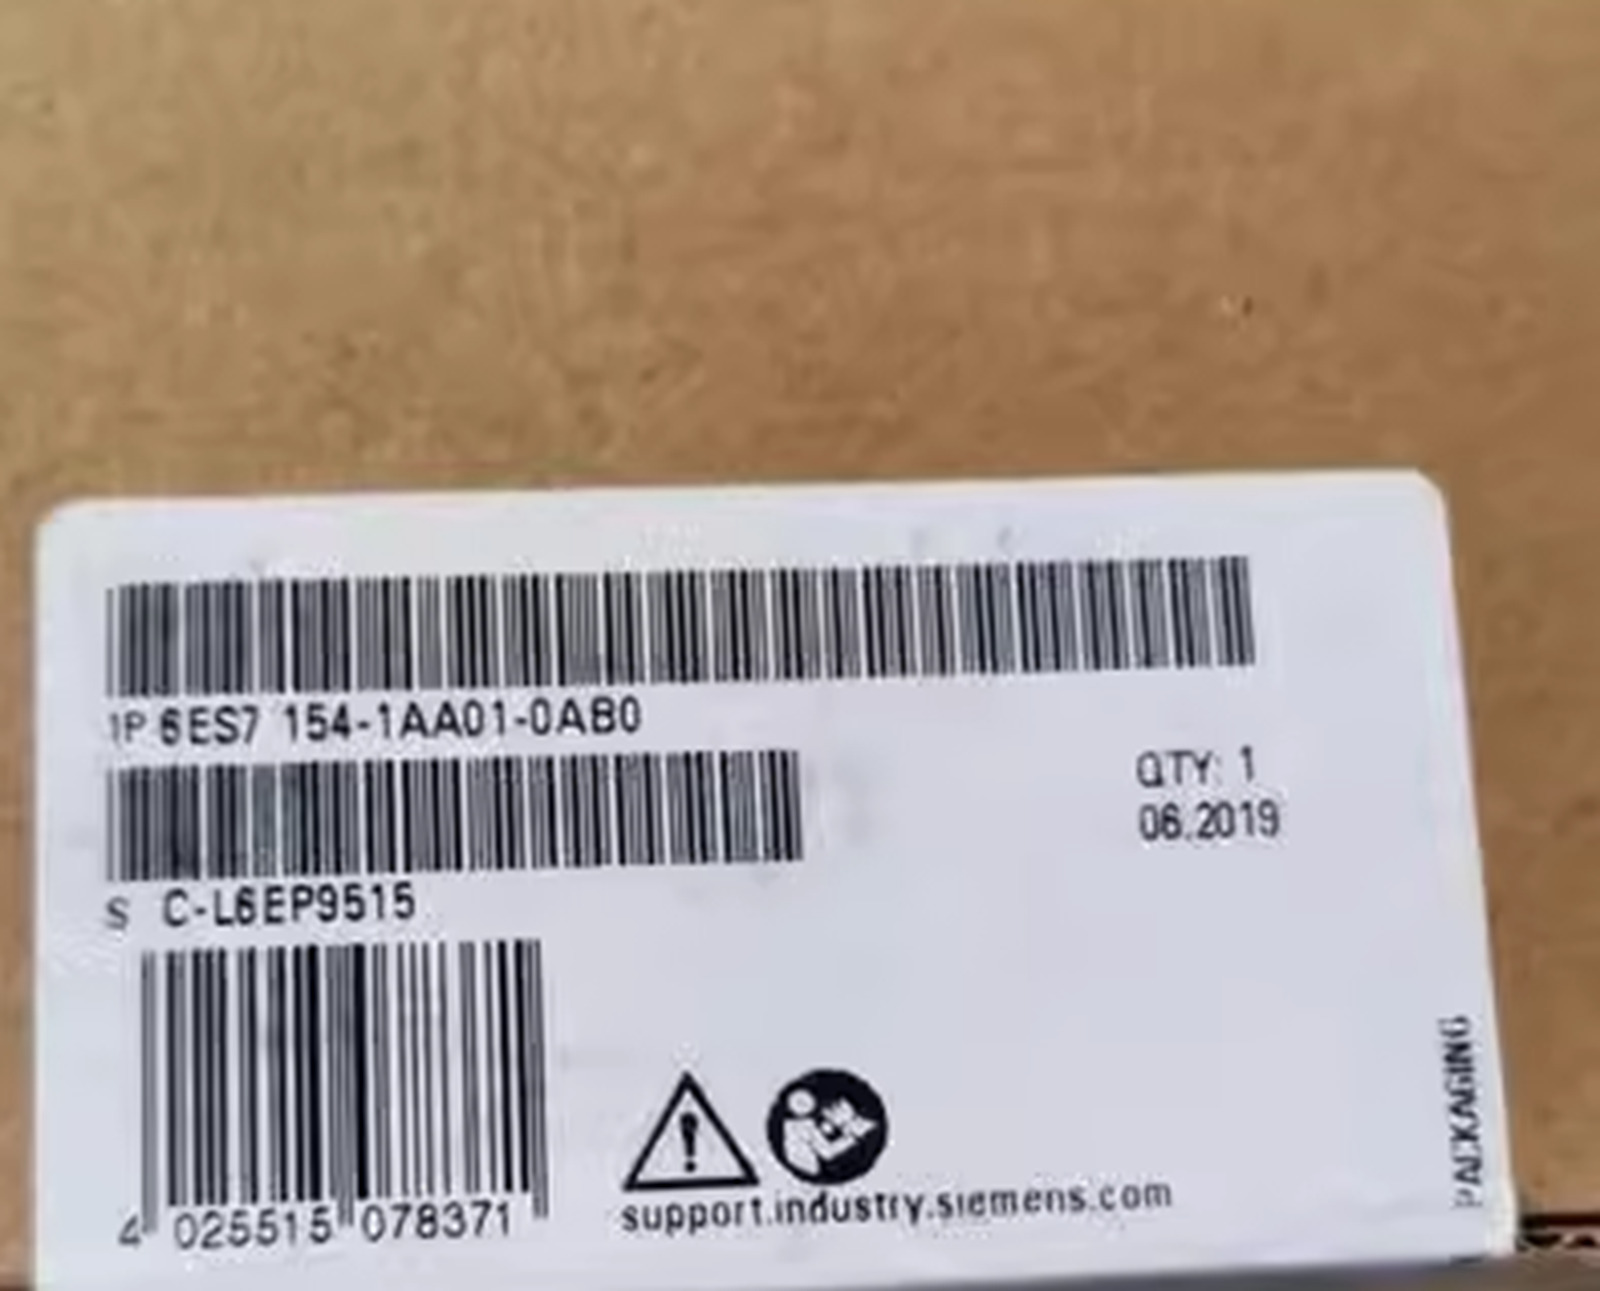 1P 6ES7 154-1AA01-0AB0
QTY: 1
06.2019
S C-L6EP9515
4 025515 078371
support.industry.siemens.com
PACKAGING